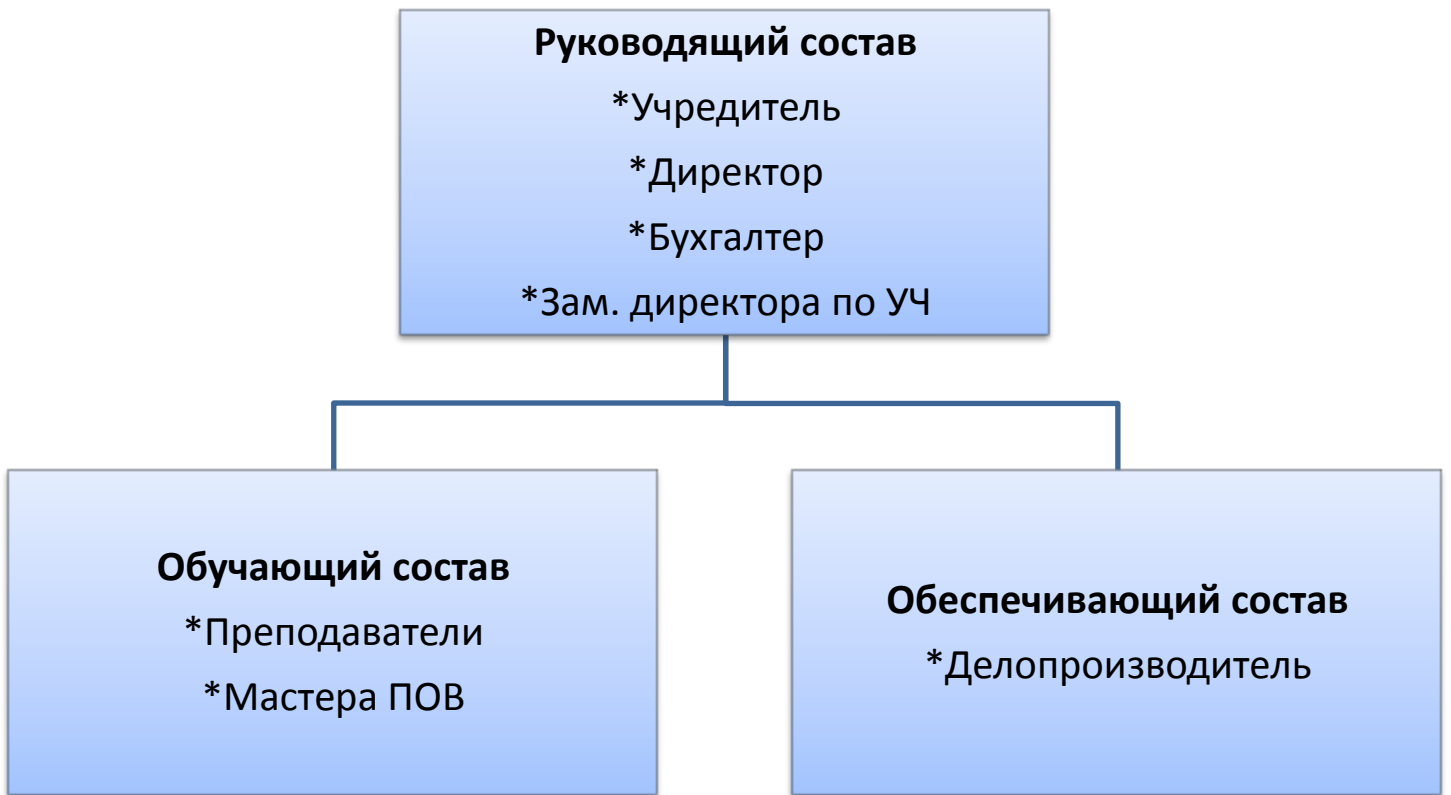 Руководящий состав
*Учредитель
*Директор
*Бухгалтер
*Зам. директора по УЧ
Обучающий состав
*Преподаватели
*Мастера ПОВ
Обеспечивающий состав
*Делопроизводитель